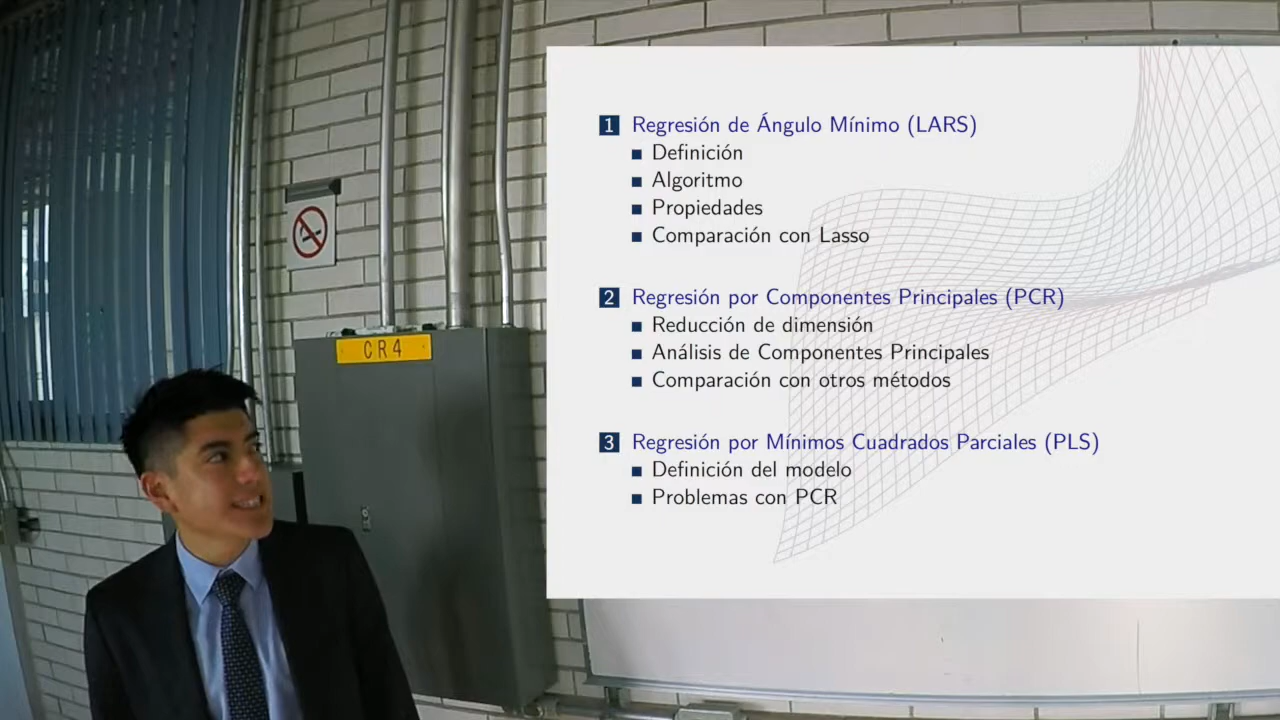 CR4
1 Regresión de Ángulo Mínimo (LARS)
Definición
Algoritmo
Propiedades
Comparación con Lasso
2 Regresión por Componentes Principales (PCR)
Reducción de dimensión
Análisis de Componentes Principales
Comparación con otros métodos
3 Regresión por Mínimos Cuadrados Parciales (PLS)
Definición del modelo
Problemas con PCR